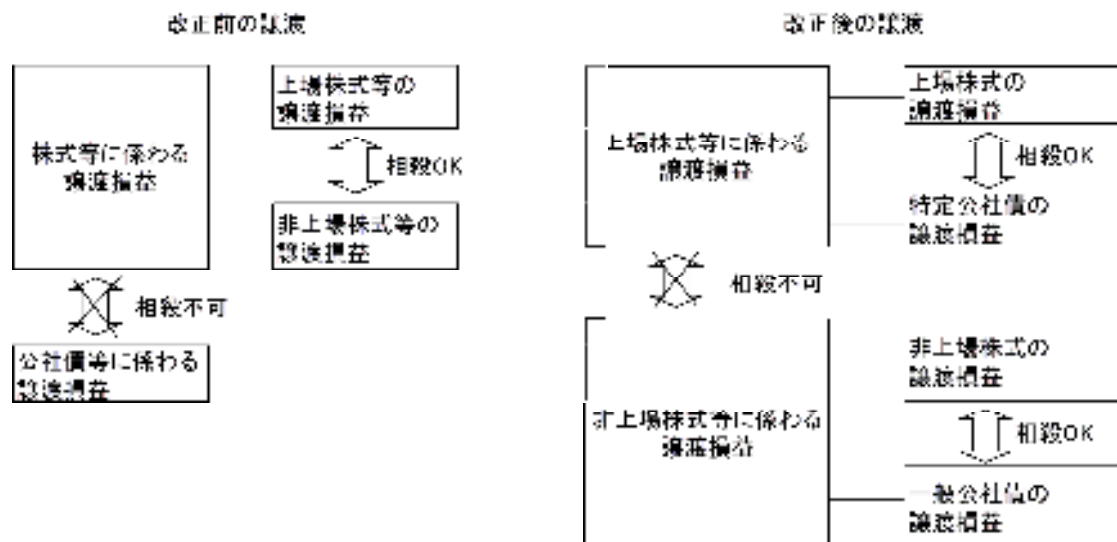 改正前の譲渡
株式等に係わる
譲渡損益
上場株式等の
譲渡損益
相殺OK
非上場株式等の
譲渡損益
相殺不可
公社債等に係わる
譲渡損益
改正後の譲渡
上場株式等に係わる
譲渡損益
上場株式の
譲渡損益
相殺OK
特定公社債の
譲渡損益
相殺不可
非上場株式等に係わる
譲渡損益
非上場株式の
譲渡損益
相殺OK
一般公社債の
譲渡損益